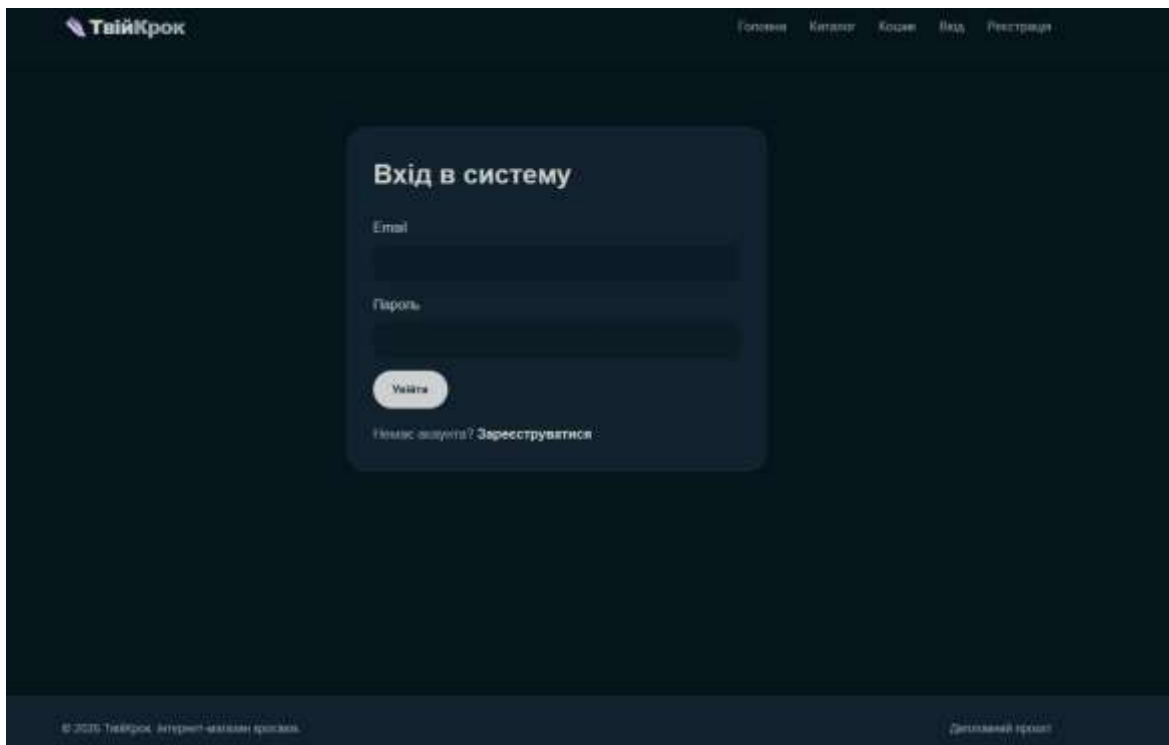 ТвійКрок
Головна Каталог Кошик Вхід Реєстрація
Вхід в систему
Email
Пароль
Увійти
Немає акаунта? Зареєструватися
© 2026 ТвійКрок. Інтернет-магазин кросівок.
Дипломний проєкт